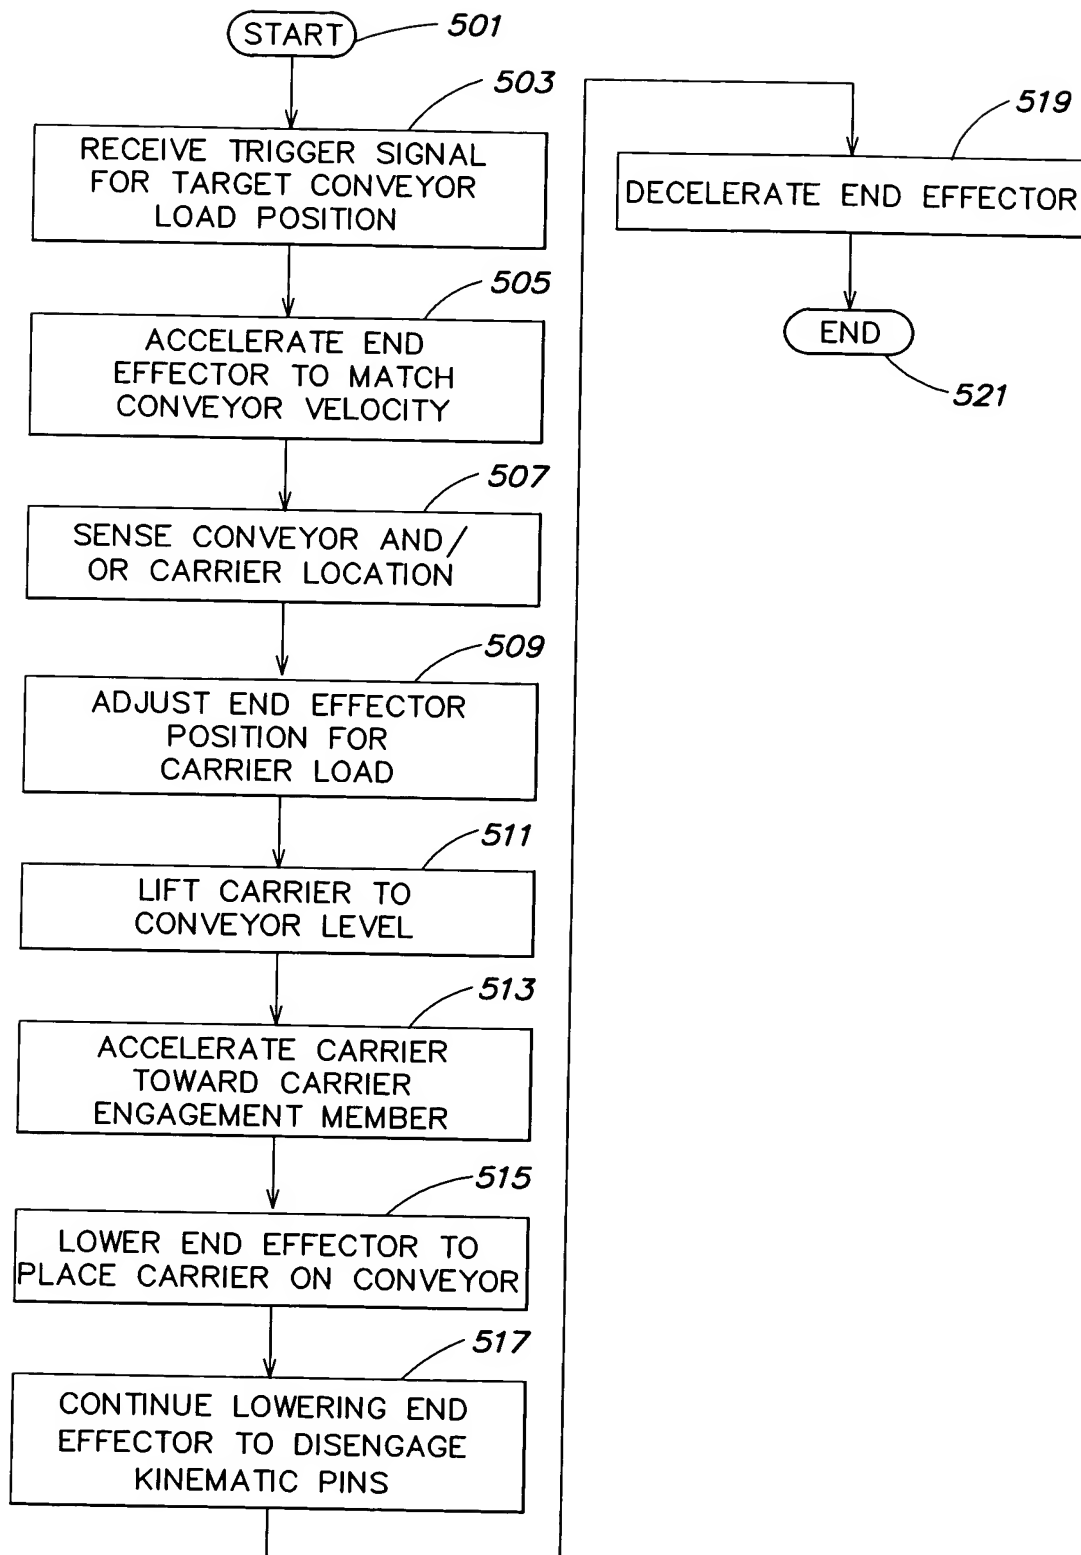 START
501
503
RECEIVE TRIGGER SIGNAL
FOR TARGET CONVEYOR
LOAD POSITION
505
ACCELERATE END
EFFECTOR TO MATCH
CONVEYOR VELOCITY
507
SENSE CONVEYOR AND/
OR CARRIER LOCATION
509
ADJUST END EFFECTOR
POSITION FOR
CARRIER LOAD
511
LIFT CARRIER TO
CONVEYOR LEVEL
513
ACCELERATE CARRIER
TOWARD CARRIER
ENGAGEMENT MEMBER
515
LOWER END EFFECTOR TO
PLACE CARRIER ON CONVEYOR
517
CONTINUE LOWERING END
EFFECTOR TO DISENGAGE
KINEMATIC PINS
519
DECELERATE END EFFECTOR
END
521